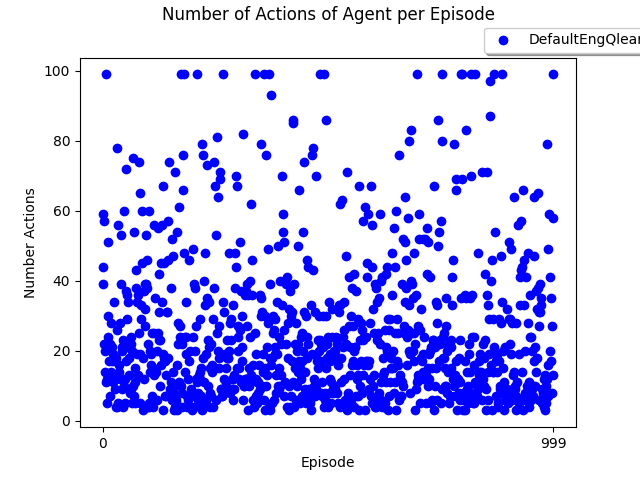 Number of Actions of Agent per Episode
DefaultEngQlear
100
80
60
40
20
0
Number Actions
0
999
Episode